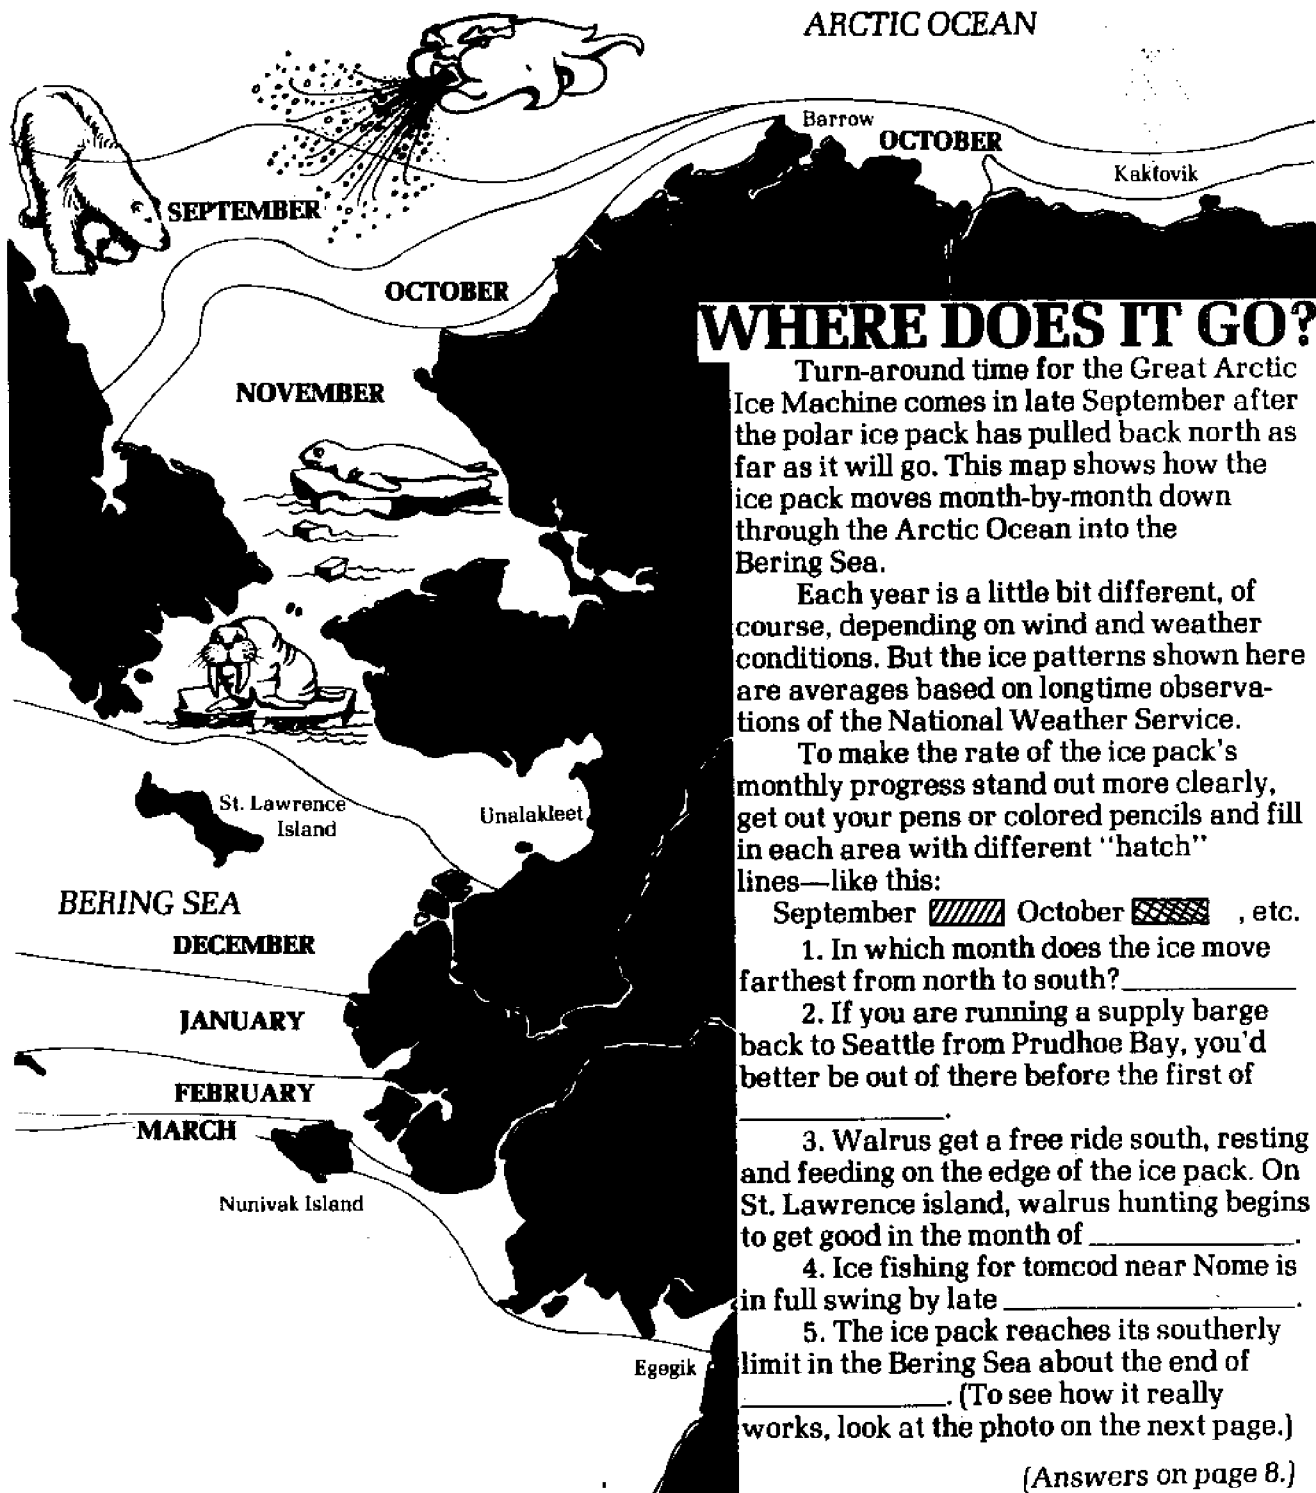 ARCTIC OCEAN
Barrow
OCTOBER
Kaktovik
SEPTEMBER
OCTOBER
NOVEMBER
St. Lawrence
Island
Unalakleet
BERING SEA
DECEMBER
JANUARY
FEBRUARY
MARCH
Nunivak Island
Egegik
WHERE DOES IT GO?
Turn-around time for the Great Arctic
Ice Machine comes in late September after
the polar ice pack has pulled back north as
far as it will go. This map shows how the
ice pack moves month-by-month down
through the Arctic Ocean into the
Bering Sea.
Each year is a little bit different, of
course, depending on wind and weather
conditions. But the ice patterns shown here
are averages based on longtime observa-
tions of the National Weather Service.
To make the rate of the ice pack's
monthly progress stand out more clearly,
get out your pens or colored pencils and fill
in each area with different "hatch"
lines—like this:
September October , etc.
1. In which month does the ice move
farthest from north to south?____________
2. If you are running a supply barge
back to Seattle from Prudhoe Bay, you'd
better be out of there before the first of
______________.
3. Walrus get a free ride south, resting
and feeding on the edge of the ice pack. On
St. Lawrence island, walrus hunting begins
to get good in the month of ______________.
4. Ice fishing for tomcod near Nome is
in full swing by late ____________________.
5. The ice pack reaches its southerly
limit in the Bering Sea about the end of
______________. (To see how it really
works, look at the photo on the next page.)
(Answers on page 8.)